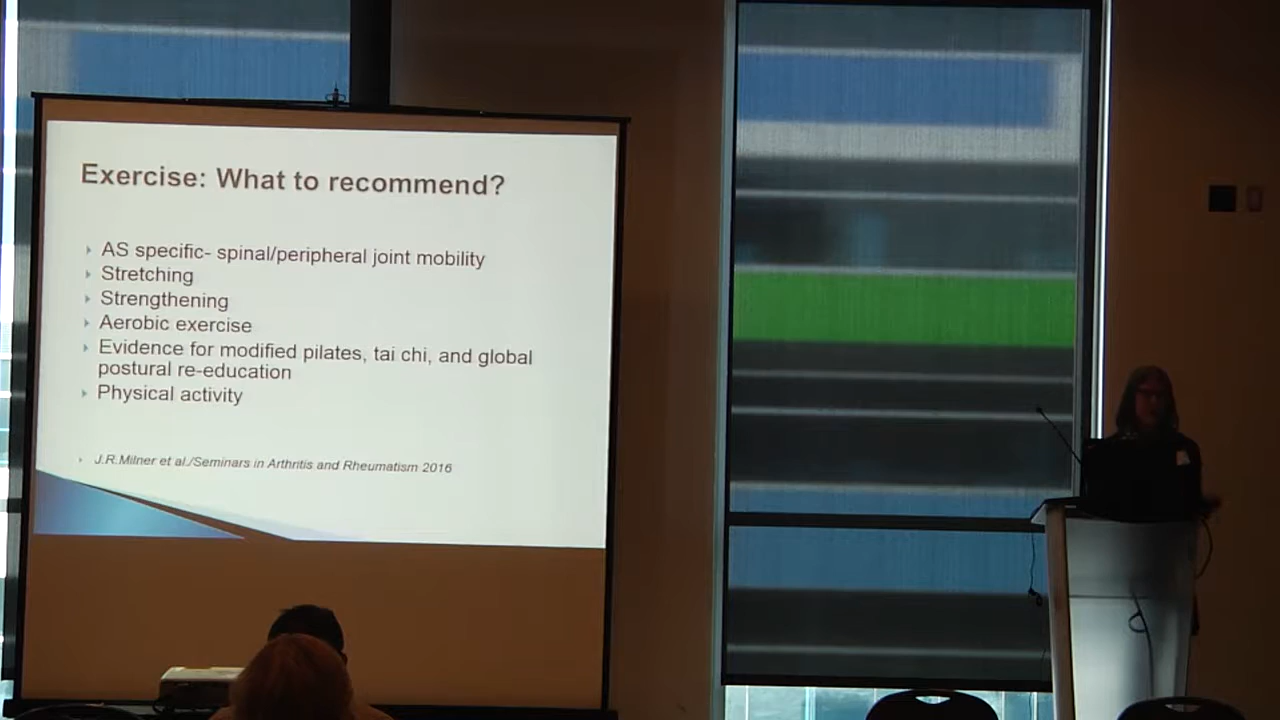 Exercise: What to recommend?
AS specific- spinal/peripheral joint mobility
Stretching
Strengthening
Aerobic exercise
Evidence for modified pilates, tai chi, and global
postural re-education
Physical activity
J.R.Milner et al./Seminars in Arthritis and Rheumatism 2016